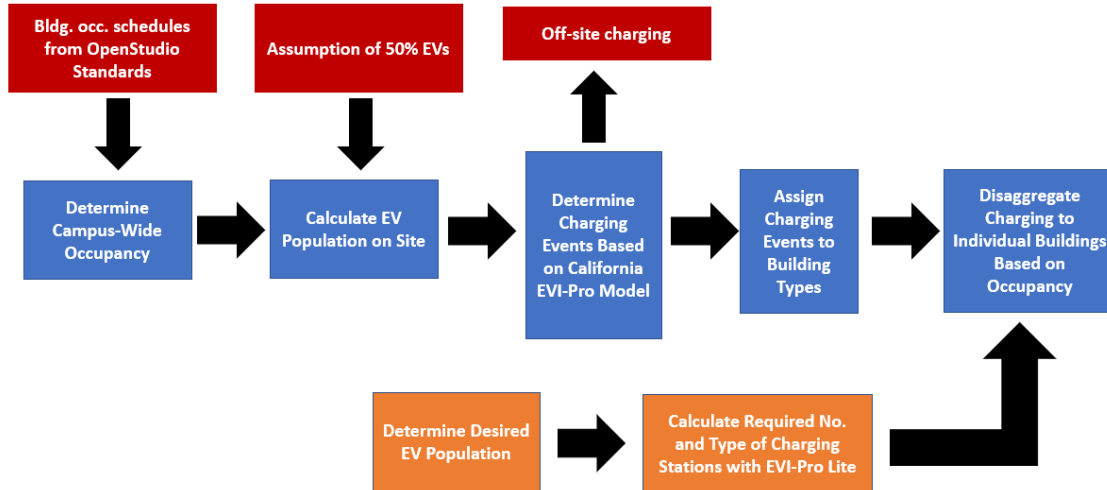 Bldg. occ. schedules
from OpenStudio
Standards
Assumption of 50% EVs
Off-site charging
Determine
Campus-Wide
Occupancy
Calculate EV
Population on Site
Determine
Charging
Events Based
on California
EVI-Pro Model
Assign
Charging
Events to
Building
Types
Disaggregate
Charging to
Individual Buildings
Based on
Occupancy
Determine Desired
EV Population
Calculate Required No.
and Type of Charging
Stations with EVI-Pro Lite